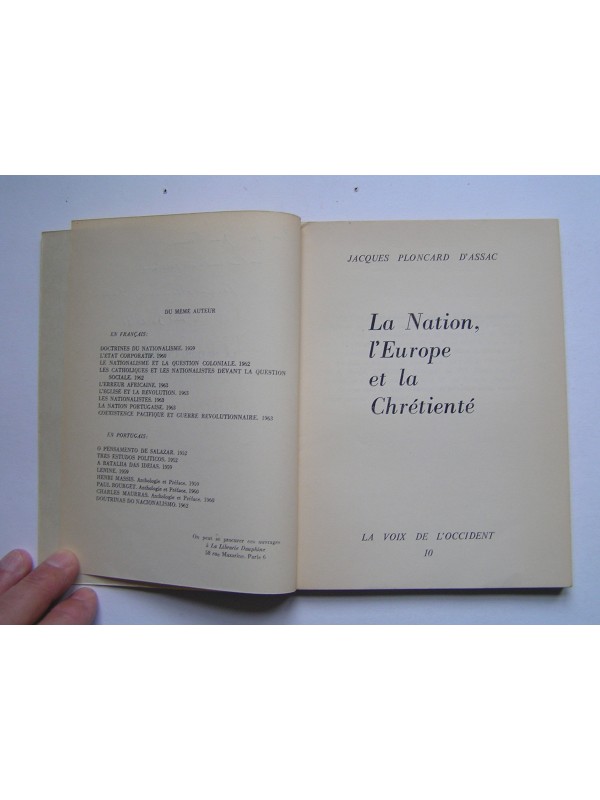 DU MEME AUTEUR
EN FRANÇAIS:
DOCTRINES DU NATIONALISME. 1959
L'ETAT CORPORATIF. 1960
LE NATIONALISME ET LA QUESTION COLONIALE. 1962
LES CATHOLIQUES ET LES NATIONALISTES DEVANT LA QUESTION
SOCIALE. 1962
L'ERREUR AFRICAINE. 1963
L'EGLISE ET LA REVOLUTION. 1963
LES NATIONALISTES. 1963
LA NATION PORTUGAISE. 1963
COEXISTENCE PACIFIQUE ET GUERRE REVOLUTIONNAIRE. 1963
EN PORTUGAIS:
O PENSAMENTO DE SALAZAR. 1952
TRES ESTUDOS POLITICOS. 1952
A BATALHA DAS IDEIAS. 1959
LENINE. 1959
HENRI MASSIS. Anthologie et Préface. 1959
PAUL BOURGET. Anthologie et Préface. 1960
CHARLES MAURRAS. Anthologie et Préface. 1960
DOUTRINAS DO NACIONALISMO. 1962
On peut se procurer ces ouvrages
à La Librairie Dauphine
58 rue Mazarine, Paris 6
JACQUES PLONCARD D'ASSAC
La Nation,
l'Europe
et la
Chrétienté
LA VOIX DE L'OCCIDENT
10